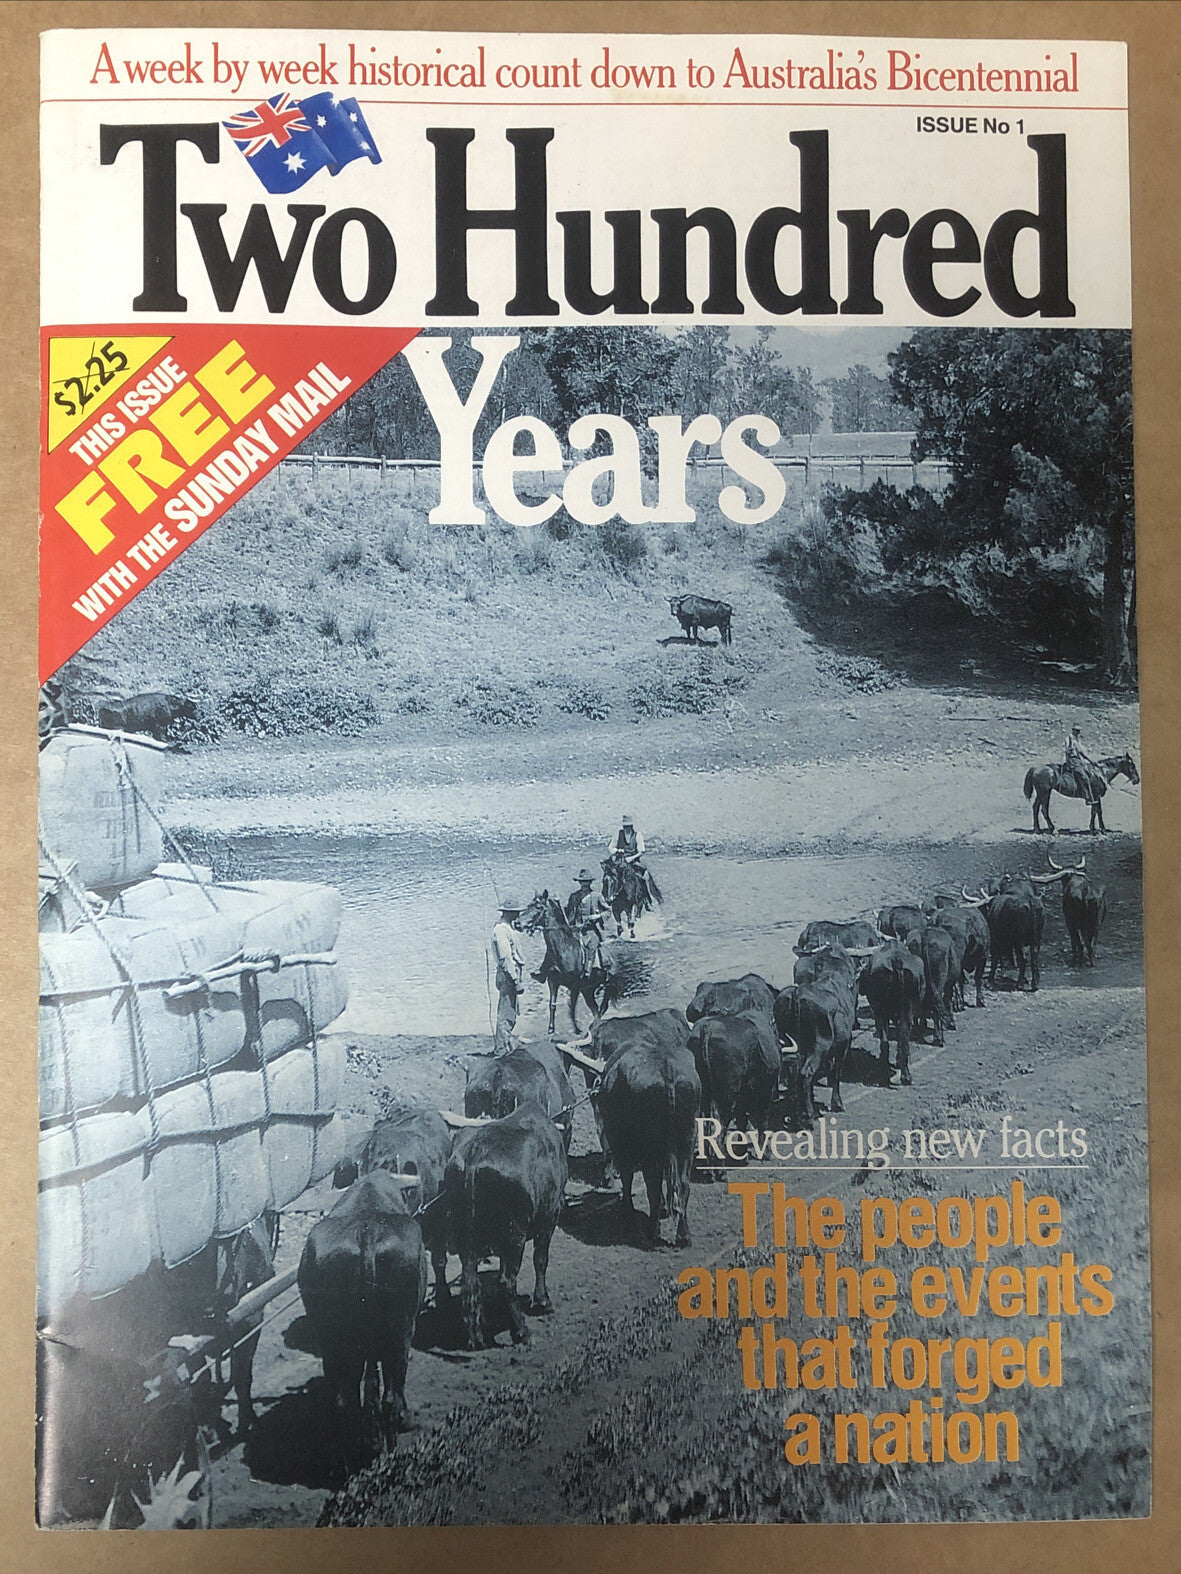 A week by week historical count down to Australia's Bicentennial
ISSUE No 1
Two Hundred
Years
$2.25
THIS ISSUE
FREE
WITH THE SUNDAY MAIL
Revealing new facts
The people
and the events
that forged
a nation